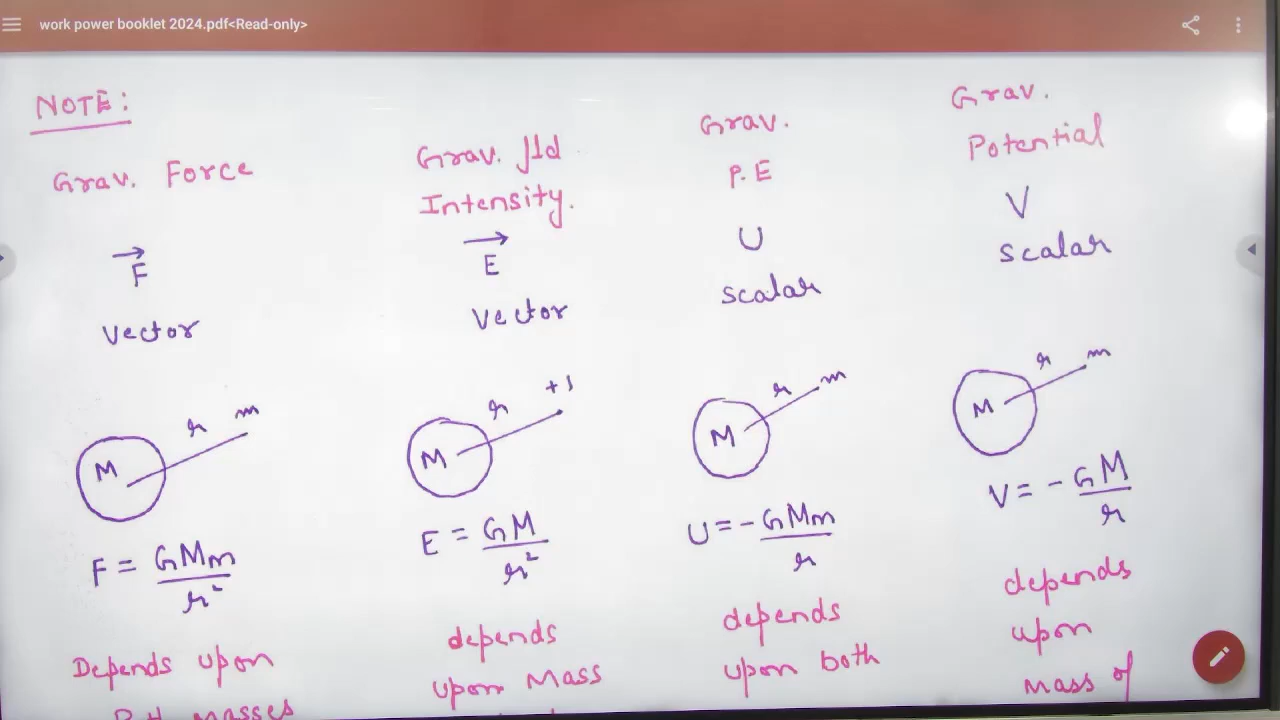 work power booklet 2024.pdf<Read-only>
NOTE:
Grav. Force
F
Vector
M r m
F = GMm / r²
Depends upon
masses
Grav. fld
Intensity.
E
Vector
M r +1
E = GM / r²
depends
upon Mass
Grav.
P.E
U
Scalar
M r m
U = - GMm / r
depends
upon both
Grav.
Potential
V
Scalar
M r m
V = - GM / r
depends
upon
Mass of